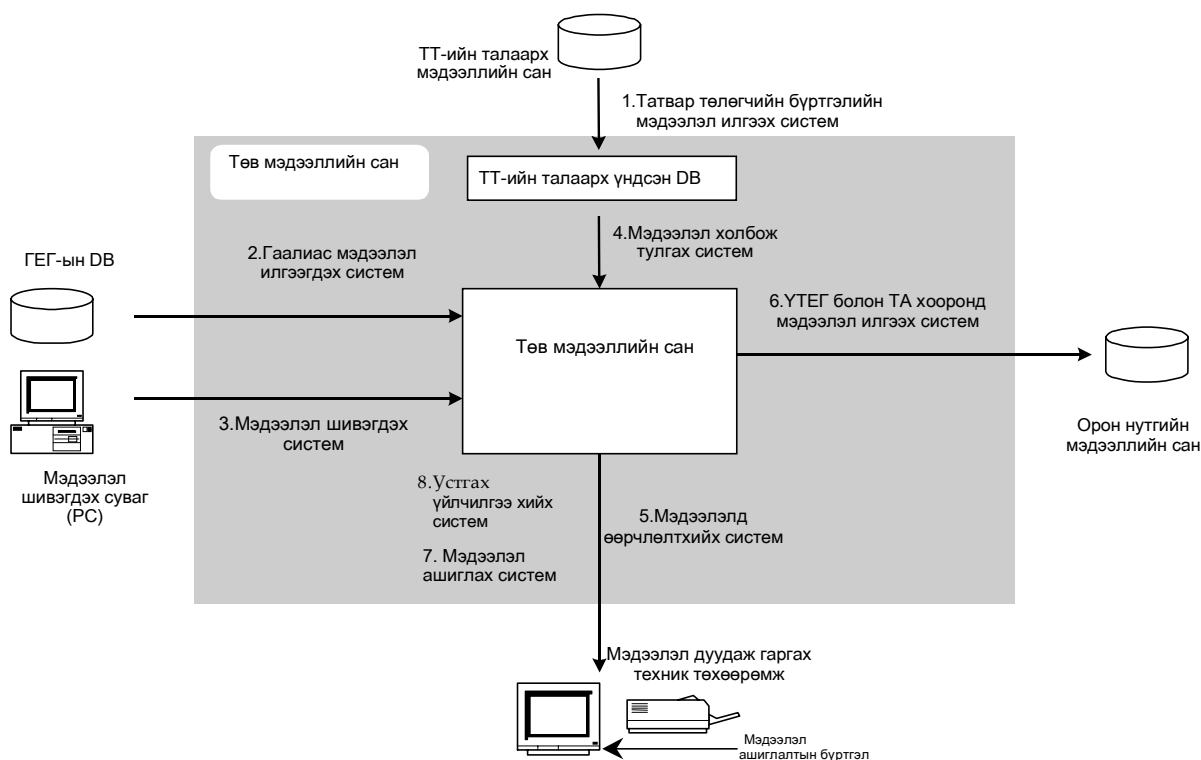 ТТ-ийн талаарх
мэдээллийн сан
1.Татвар төлөгчийн бүртгэлийн
мэдээлэл илгээх систем
Төв мэдээллийн сан
ТТ-ийн талаарх үндсэн DB
4.Мэдээлэл холбож
тулгах систем
2.Гаалиас мэдээлэл
илгээгдэх систем
ГЕГ-ын DB
6.ҮТЕГ болон ТА хооронд
мэдээлэл илгээх систем
Төв мэдээллийн сан
3.Мэдээлэл шивэгдэх
систем
Орон нутгийн
мэдээллийн сан
Мэдээлэл
шивэгдэх суваг
(PC)
8.Устгах
үйлчилгээ хийх
систем
5.Мэдээлэлд
өөрчлөлтхийх систем
7. Мэдээлэл
ашиглах систем
Мэдээлэл дуудаж гаргах
техник төхөөрөмж
Мэдээлэл
ашиглалтын бүртгэл